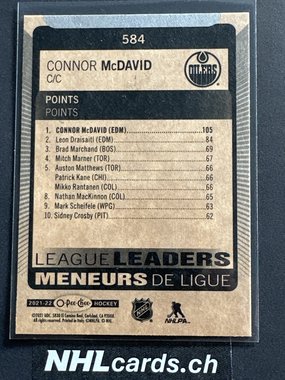 584
CONNOR McDAVID
C/C
OILERS
POINTS
POINTS
1. CONNOR McDAVID (EDM) 105
2. Leon Draisaitl (EDM) 84
3. Brad Marchand (BOS) 69
4. Mitch Marner (TOR) 67
5. Auston Matthews (TOR) 66
Patrick Kane (CHI) 66
Mikko Rantanen (COL) 66
8. Nathan MacKinnon (COL) 65
9. Mark Scheifele (WPG) 63
10. Sidney Crosby (PIT) 62
LEAGUE LEADERS
MENEURS DE LIGUE
2021-22 O-Pee-Chee HOCKEY
NHL NHLPA
NHLcards.ch